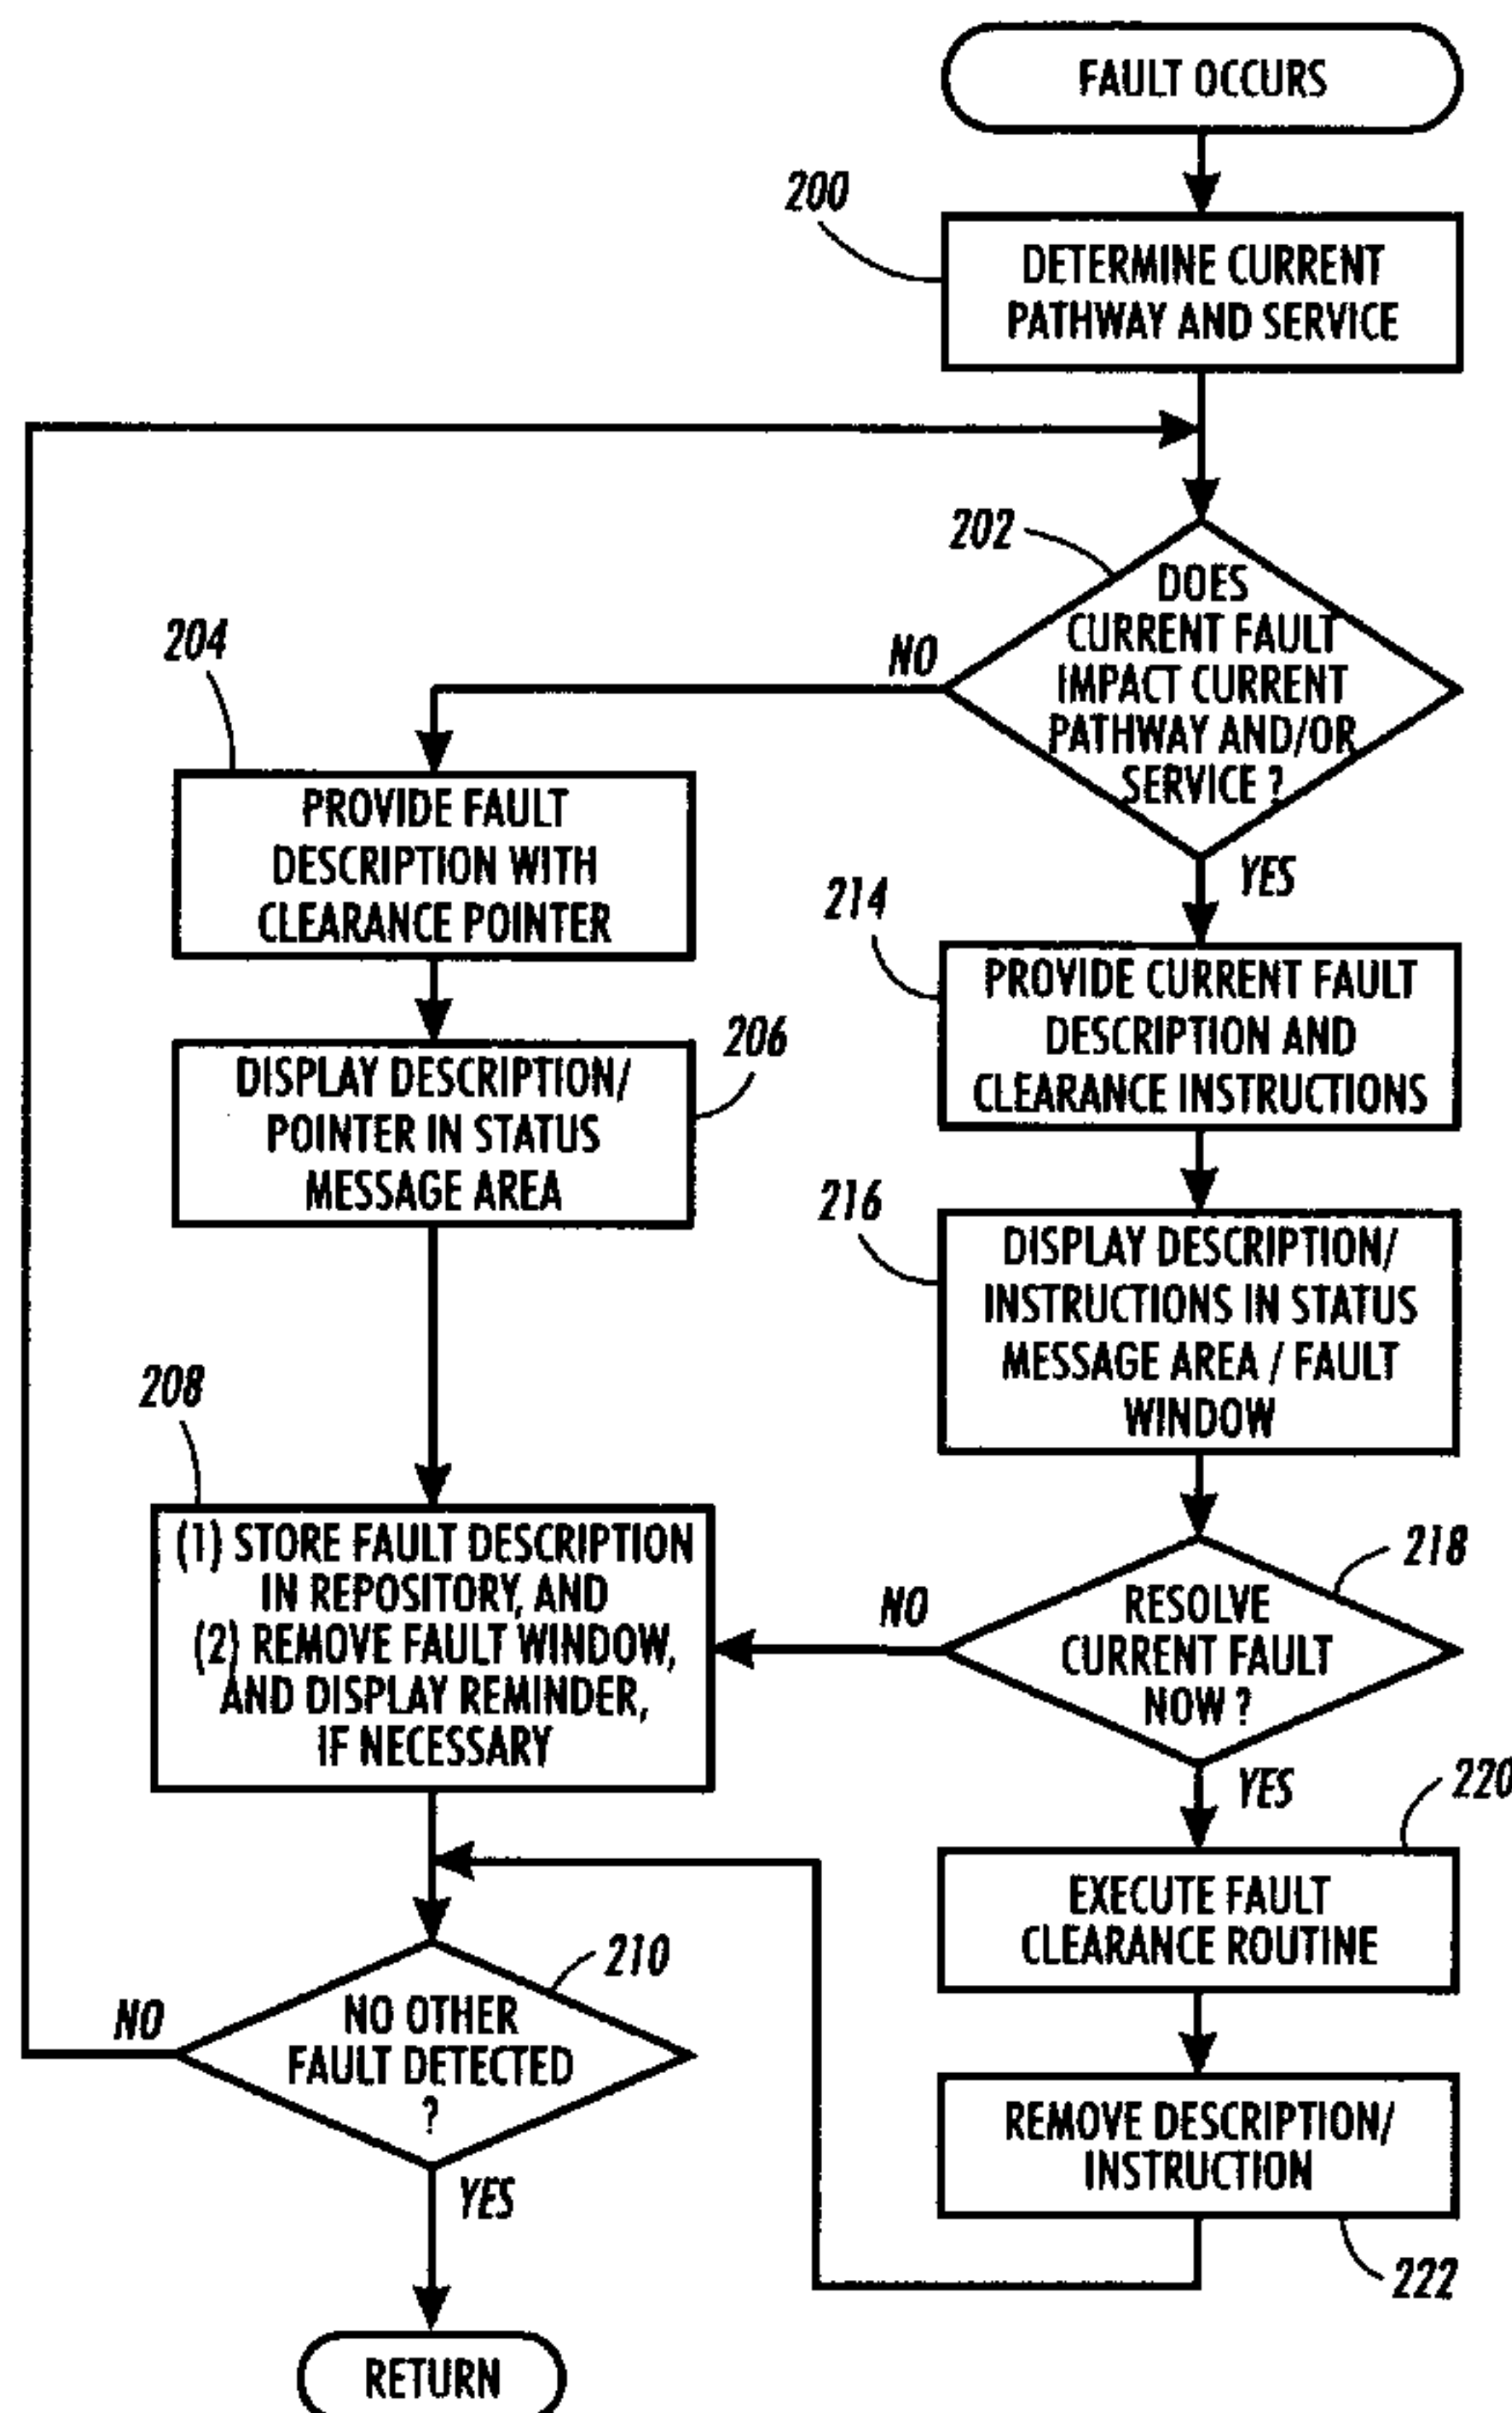 FAULT OCCURS
200
DETERMINE CURRENT
PATHWAY AND SERVICE
202
DOES
CURRENT FAULT
IMPACT CURRENT
PATHWAY AND/OR
SERVICE ?
NO
YES
204
PROVIDE FAULT
DESCRIPTION WITH
CLEARANCE POINTER
206
DISPLAY DESCRIPTION/
POINTER IN STATUS
MESSAGE AREA
214
PROVIDE CURRENT FAULT
DESCRIPTION AND
CLEARANCE INSTRUCTIONS
216
DISPLAY DESCRIPTION/
INSTRUCTIONS IN STATUS
MESSAGE AREA / FAULT
WINDOW
208
(1) STORE FAULT DESCRIPTION
IN REPOSITORY, AND
(2) REMOVE FAULT WINDOW,
AND DISPLAY REMINDER,
IF NECESSARY
218
RESOLVE
CURRENT FAULT
NOW ?
NO
YES
220
EXECUTE FAULT
CLEARANCE ROUTINE
210
NO OTHER
FAULT DETECTED
?
NO
YES
REMOVE DESCRIPTION/
INSTRUCTION
222
RETURN